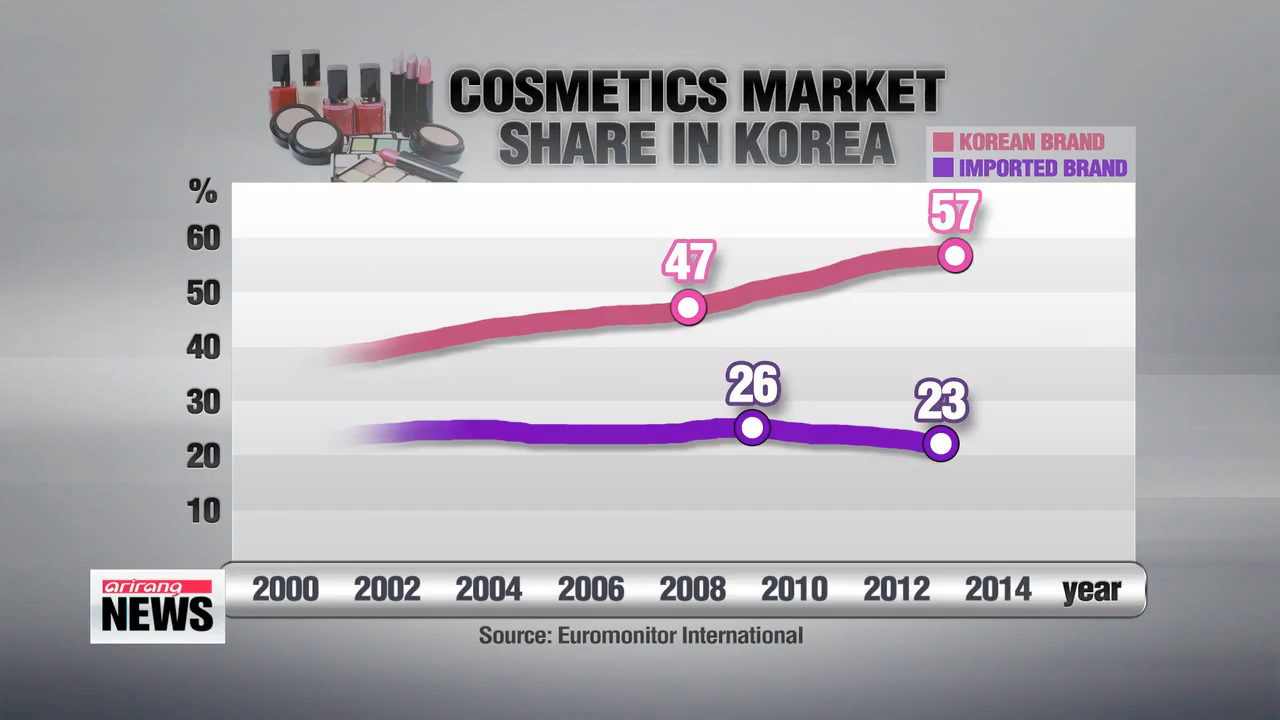 COSMETICS MARKET
SHARE IN KOREA
KOREAN BRAND
IMPORTED BRAND
%
60
50
40
30
20
10
57
47
26
23
2000 2002 2004 2006 2008 2010 2012 2014 year
arirang
NEWS
Source: Euromonitor International